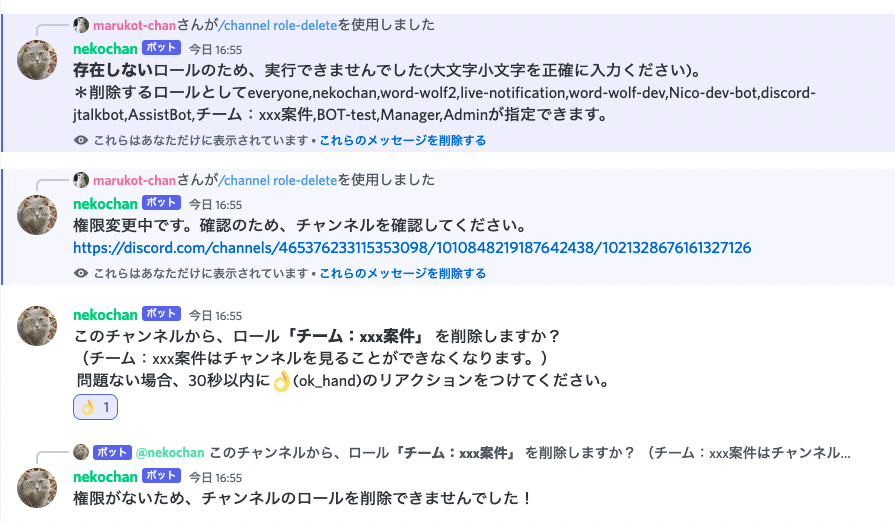 marukot-chanさんが/channel role-deleteを使用しました
nekochan ボット 今日 16:55
存在しないロールのため、実行できませんでした(大文字小文字を正確に入力ください)。
＊削除するロールとしてeveryone,nekochan,word-wolf2,live-notification,word-wolf-dev,Nico-dev-bot,discord-
jtalkbot,AssistBot,チーム：xxx案件,BOT-test,Manager,Adminが指定できます。
これらはあなただけに表示されています • これらのメッセージを削除する
marukot-chanさんが/channel role-deleteを使用しました
nekochan ボット 今日 16:55
権限変更中です。確認のため、チャンネルを確認してください。
https://discord.com/channels/465376233115353098/1010848219187642438/1021328676161327126
これらはあなただけに表示されています • これらのメッセージを削除する
nekochan ボット 今日 16:55
このチャンネルから、ロール「チーム：xxx案件」 を削除しますか？
（チーム：xxx案件はチャンネルを見ることができなくなります。）
問題ない場合、30秒以内に👌(ok_hand)のリアクションをつけてください。
👌 1
ボット @nekochan このチャンネルから、ロール「チーム：xxx案件」 を削除しますか？ （チーム：xxx案件はチャンネル...
nekochan ボット 今日 16:55
権限がないため、チャンネルのロールを削除できませんでした！